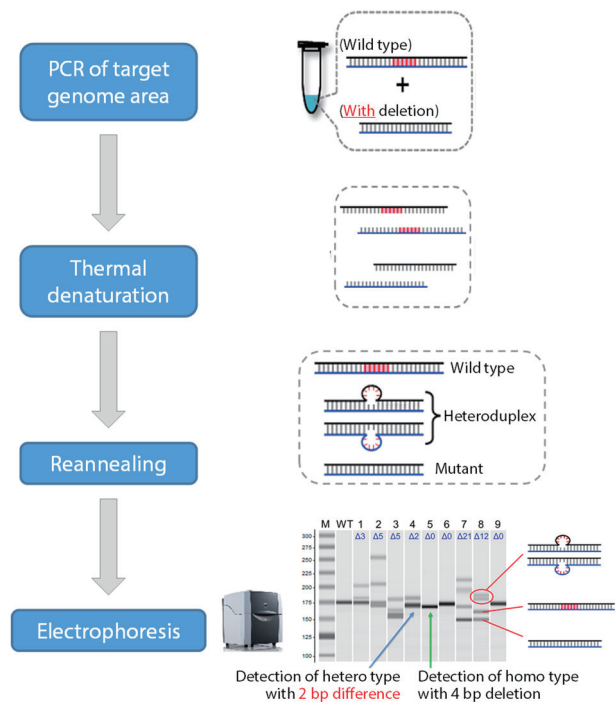 PCR of target
genome area
(Wild type)
+
(With deletion)
Thermal
denaturation
Wild type
Heteroduplex
Mutant
Reannealing
M WT 1 2 3 4 5 6 7 8 9
Δ3 Δ5 Δ5 Δ2 Δ0 Δ0 Δ21 Δ12 Δ0
300
275
250
225
200
175
150
125
100
Electrophoresis
Detection of hetero type
with 2 bp difference
Detection of homo type
with 4 bp deletion